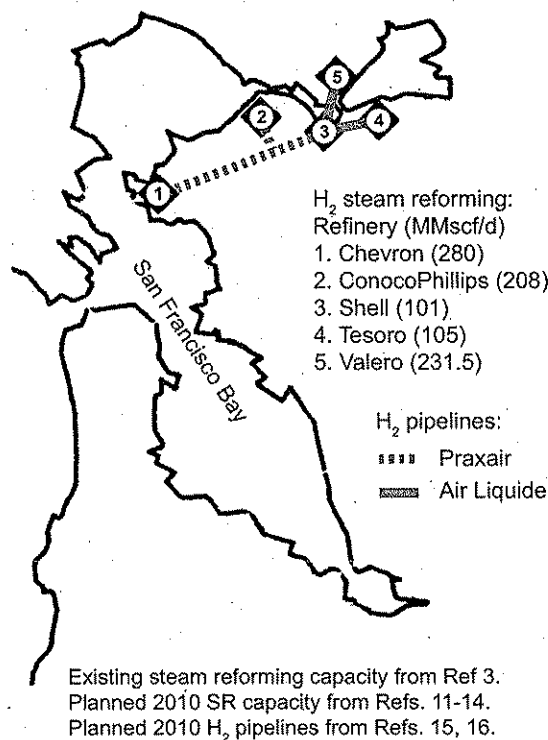 5
2
4
3
1
San Francisco Bay
H₂ steam reforming:
Refinery (MMscf/d)
1. Chevron (280)
2. ConocoPhillips (208)
3. Shell (101)
4. Tesoro (105)
5. Valero (231.5)
H₂ pipelines:
Praxair
Air Liquide
Existing steam reforming capacity from Ref 3.
Planned 2010 SR capacity from Refs. 11-14.
Planned 2010 H₂ pipelines from Refs. 15, 16.